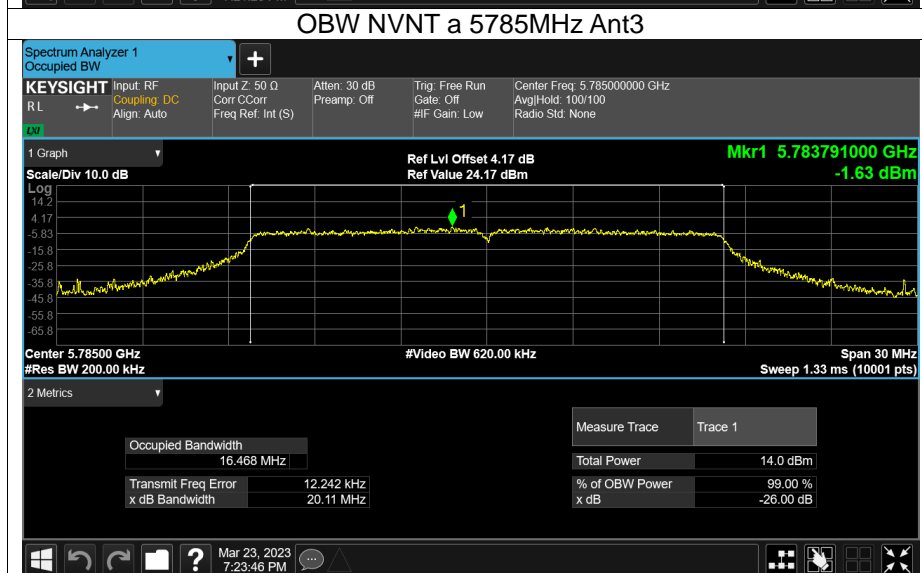 OBW NVNT a 5785MHz Ant3
Spectrum Analyzer 1
Occupied BW
+
KEYSIGHT
R L
LXI
Input: RF
Coupling: DC
Align: Auto
Input Z: 50 Ω
Corr CCorr
Freq Ref: Int (S)
Atten: 30 dB
Preamp: Off
Trig: Free Run
Gate: Off
#IF Gain: Low
Center Freq: 5.785000000 GHz
Avg|Hold: 100/100
Radio Std: None
1 Graph
Scale/Div 10.0 dB
Ref Lvl Offset 4.17 dB
Ref Value 24.17 dBm
Mkr1 5.783791000 GHz
-1.63 dBm
Log
14.2
4.17
-5.83
-15.8
-25.8
-35.8
-45.8
-55.8
-65.8
1
Center 5.78500 GHz
#Res BW 200.00 kHz
#Video BW 620.00 kHz
Span 30 MHz
Sweep 1.33 ms (10001 pts)
2 Metrics
Occupied Bandwidth
16.468 MHz
Transmit Freq Error 12.242 kHz
x dB Bandwidth 20.11 MHz
Measure Trace Trace 1
Total Power 14.0 dBm
% of OBW Power 99.00 %
x dB -26.00 dB
?
Mar 23, 2023
7:23:46 PM